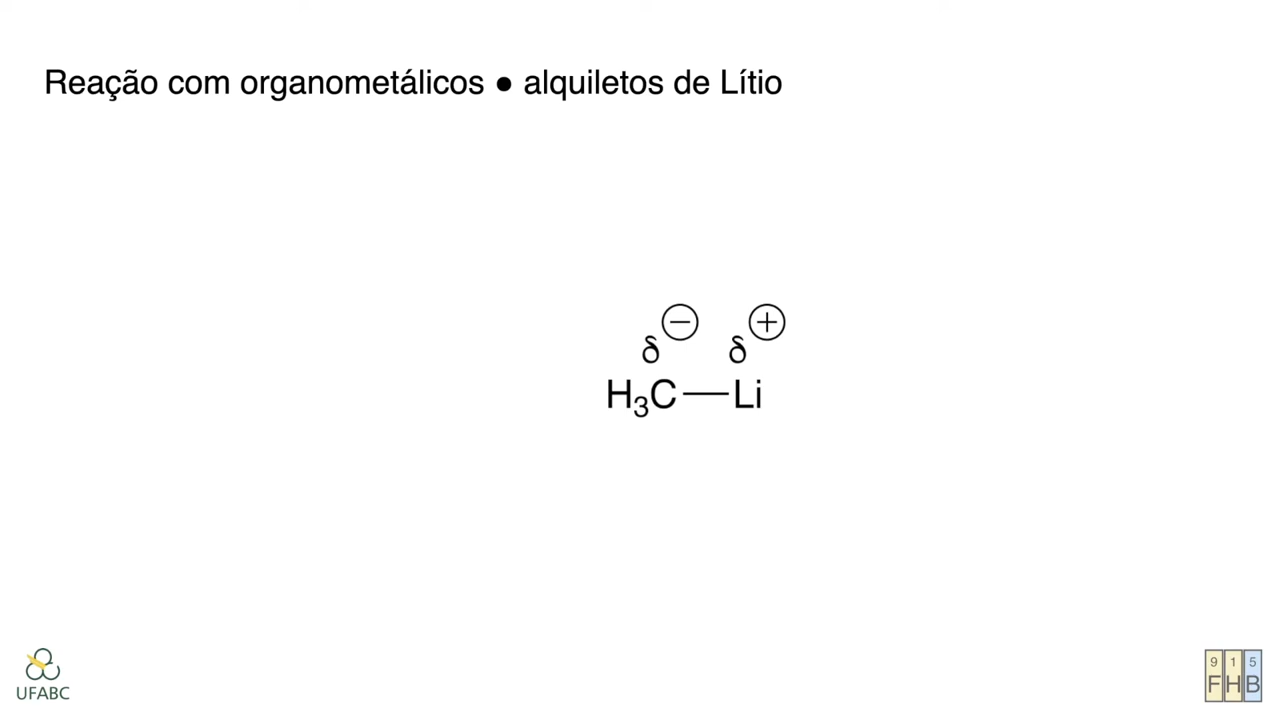 Reação com organometálicos ● alquiletos de Lítio
δ⊖ δ⊕
H₃C—Li
UFABC
9 1 5
F H B